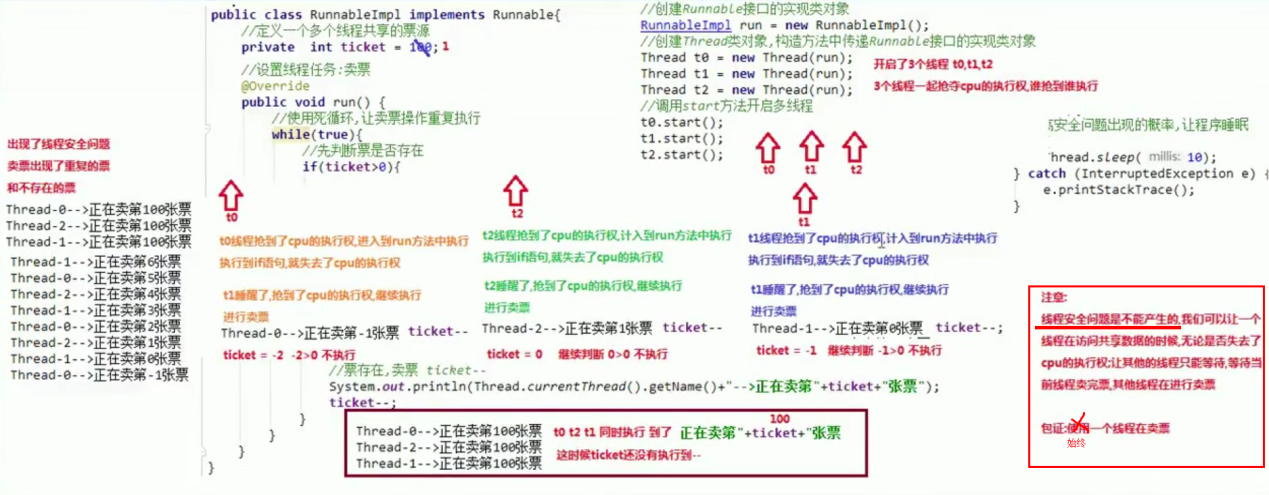 public class RunnableImpl implements Runnable{
//定义一个多个线程共享的票源
private int ticket = 100; 1
//设置线程任务:卖票
@Override
public void run() {
//使用死循环,让卖票操作重复执行
while(true){
//先判断票是否存在
if(ticket>0){
//创建Runnable接口的实现类对象
RunnableImpl run = new RunnableImpl();
//创建Thread类对象,构造方法中传递Runnable接口的实现类对象
Thread t0 = new Thread(run);
Thread t1 = new Thread(run);
Thread t2 = new Thread(run);
//调用start方法开启多线程
t0.start();
t1.start();
t2.start();
开启了3个线程 t0,t1,t2
3个线程一起抢夺cpu的执行权,谁抢到谁执行
t0
t1
t2
安全问题出现的概率,让程序睡眠
hread.sleep( millis: 10);
} catch (InterruptedException e) {
e.printStackTrace();
}
出现了线程安全问题
卖票出现了重复的票
和不存在的票
Thread-0-->正在卖第100张票
Thread-2-->正在卖第100张票
Thread-1-->正在卖第100张票
Thread-1-->正在卖第6张票
Thread-0-->正在卖第5张票
Thread-2-->正在卖第4张票
Thread-1-->正在卖第3张票
Thread-0-->正在卖第2张票
Thread-2-->正在卖第1张票
Thread-1-->正在卖第0张票
Thread-0-->正在卖第-1张票
t0
t0线程抢到了cpu的执行权,进入到run方法中执行
执行到if语句,就失去了cpu的执行权
t1睡醒了,抢到了cpu的执行权,继续执行
进行卖票
Thread-0-->正在卖第-1张票 ticket--
ticket = -2 -2>0 不执行
t2
t2线程抢到了cpu的执行权,计入到run方法中执行
执行到if语句,就失去了cpu的执行权
t2睡醒了,抢到了cpu的执行权,继续执行
进行卖票
Thread-2-->正在卖第1张票 ticket--
ticket = 0 继续判断 0>0 不执行
t1
t1线程抢到了cpu的执行权,计入到run方法中执行
执行到if语句,就失去了cpu的执行权
t1睡醒了,抢到了cpu的执行权,继续执行
进行卖票
Thread-1-->正在卖第0张票 ticket--;
ticket = -1 继续判断 -1>0 不执行
//票存在,卖票 ticket--
System.out.println(Thread.currentThread().getName()+"-->正在卖第"+ticket+"张票");
ticket--;
}
}
}
}
Thread-0-->正在卖第100张票
Thread-2-->正在卖第100张票
Thread-1-->正在卖第100张票
100
t0 t2 t1 同时执行 到了 正在卖第"+ticket+"张票
这时候ticket还没有执行到--
注意:
线程安全问题是不能产生的,我们可以让一个
线程在访问共享数据的时候,无论是否失去了
cpu的执行权;让其他的线程只能等待,等待当
前线程卖完票,其他线程在进行卖票
包证:使用一个线程在卖票
始终